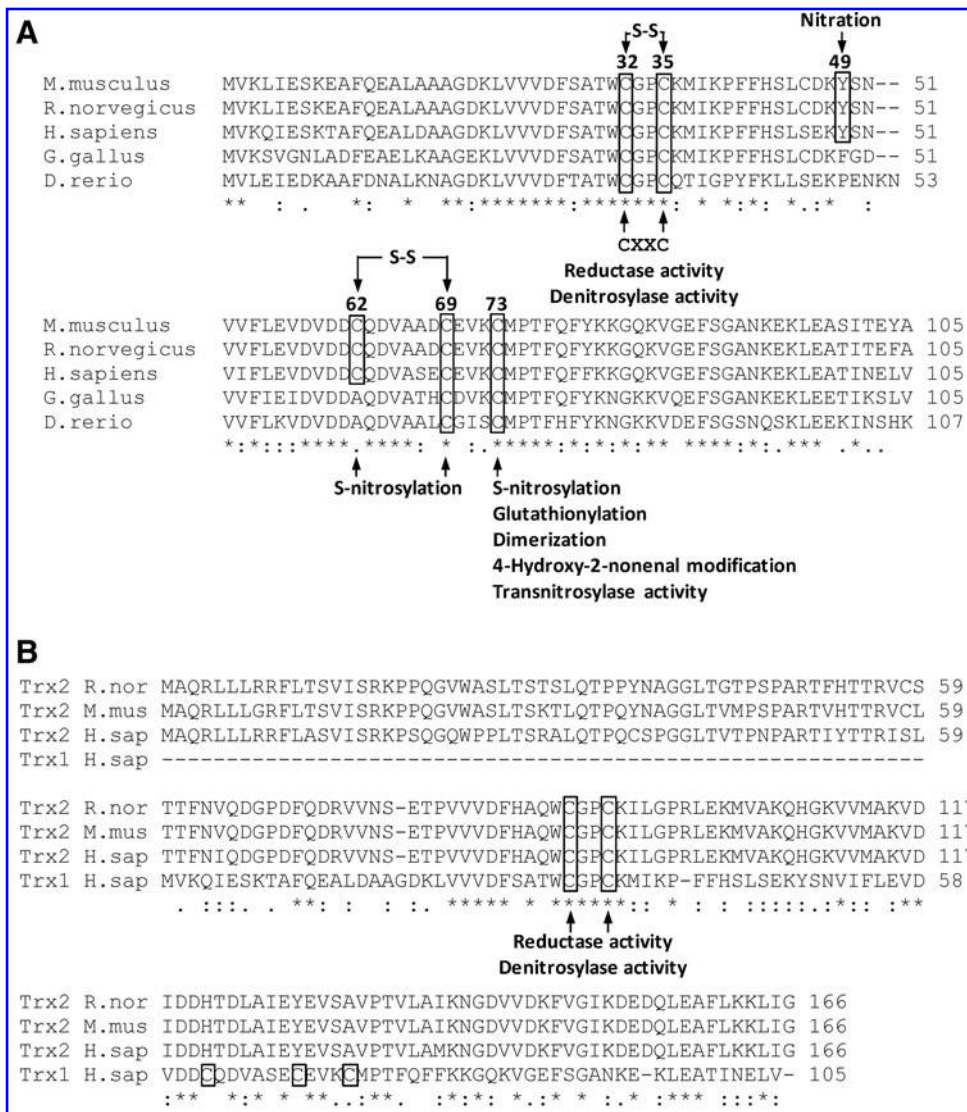 A
S-S Nitration
32 35 49
M.musculus MVKLIESKEAFQEALAAAGDKLVVVDFSATWCGPCKMIKPFFHSLCDKYSN-- 51
R.norvegicus MVKLIESKEAFQEALAAAGDKLVVVDFSATWCGPCKMIKPFFHSLCDKYSN-- 51
H.sapiens MVKQIESKTAFQEALDAAGDKLVVVDFSATWCGPCKMIKPFFHSLSEKYSN-- 51
G.gallus MVKSVGNLADFEAELKAAGEKLVVVDFSATWCGPCKMIKPFFHSLCDKFGD-- 51
D.rerio MVLEIEDKAAFDNALKNAGDKLVVVDFTATWCGPCQTIGPYFKLLSEKPENKN 53
** : . *: * **:*******:*******: * *:*: *.:* :
CXXC
S-S
Reductase activity
Denitrosylase activity
62 69 73
M.musculus VVFLEVDVDDCQDVAADCEVKCMPTFQFYKKGQKVGEFSGANKEKLEASITEYA 105
R.norvegicus VVFLEVDVDDCQDVAADCEVKCMPTFQFYKKGQKVGEFSGANKEKLEATITEFA 105
H.sapiens VIFLEVDVDDCQDVASECEVKCMPTFQFFKKGQKVGEFSGANKEKLEATINELV 105
G.gallus VVFIEIDVDDAQDVATHCDVKCMPTFQFYKNGKKVQEFSGANKEKLEETIKSLV 105
D.rerio VVFLKVDVDDAQDVAALCGISCMPTFHFYKNGKKVDEFSGSNQSKLEEKINSHK 107
*:*:::****.****: * :.*****:*:*:*:** ****:*:.*** .*..
S-nitrosylation S-nitrosylation
Glutathionylation
Dimerization
4-Hydroxy-2-nonenal modification
Transnitrosylase activity
B
Trx2 R.nor MAQRLLLRRFLTSVISRKPPQGVWASLTSTSLQTPPYNAGGLTGTPSPARTFHTTRVCS 59
Trx2 M.mus MAQRLLLGRFLTSVISRKPPQGVWASLTSKTLQTPQYNAGGLTVMPSPARTVHTTRVCL 59
Trx2 H.sap MAQRLLLRRFLASVISRKPSQGQWPPLTSRALQTPQCSPGGLTVTPNPARTIYTTRISL 59
Trx1 H.sap -----------------------------------------------------------
Trx2 R.nor TTFNVQDGPDFQDRVVNS-ETPVVVDFHAQWCGPCKILGPRLEKMVAKQHGKVVMAKVD 117
Trx2 M.mus TTFNVQDGPDFQDRVVNS-ETPVVVDFHAQWCGPCKILGPRLEKMVAKQHGKVVMAKVD 117
Trx2 H.sap TTFNIQDGPDFQDRVVNS-ETPVVVDFHAQWCGPCKILGPRLEKMVAKQHGKVVMAKVD 117
Trx1 H.sap MVKQIESKTAFQEALDAAGDKLVVVDFSATWCGPCKMIKP-FFHSLSEKYSNVIFLEVD 58
. :::. **: : : :. ***** * ******:: * : :::::.:*:: :**
Reductase activity
Denitrosylase activity
Trx2 R.nor IDDHTDLAIEYEVSAVPTVLAIKNGDVVDKFVGIKDEDQLEAFLKKLIG 166
Trx2 M.mus IDDHTDLAIEYEVSAVPTVLAIKNGDVVDKFVGIKDEDQLEAFLKKLIG 166
Trx2 H.sap IDDHTDLAIEYEVSAVPTVLAMKNGDVVDKFVGIKDEDQLEAFLKKLIG 166
Trx1 H.sap VDDCQDVASECEVKCMPTFQFFKKGQKVGEFSGANKE-KLEATINELV- 105
:** *:* * **..:**. :*:*: *.:* * :.* :*** :::*: